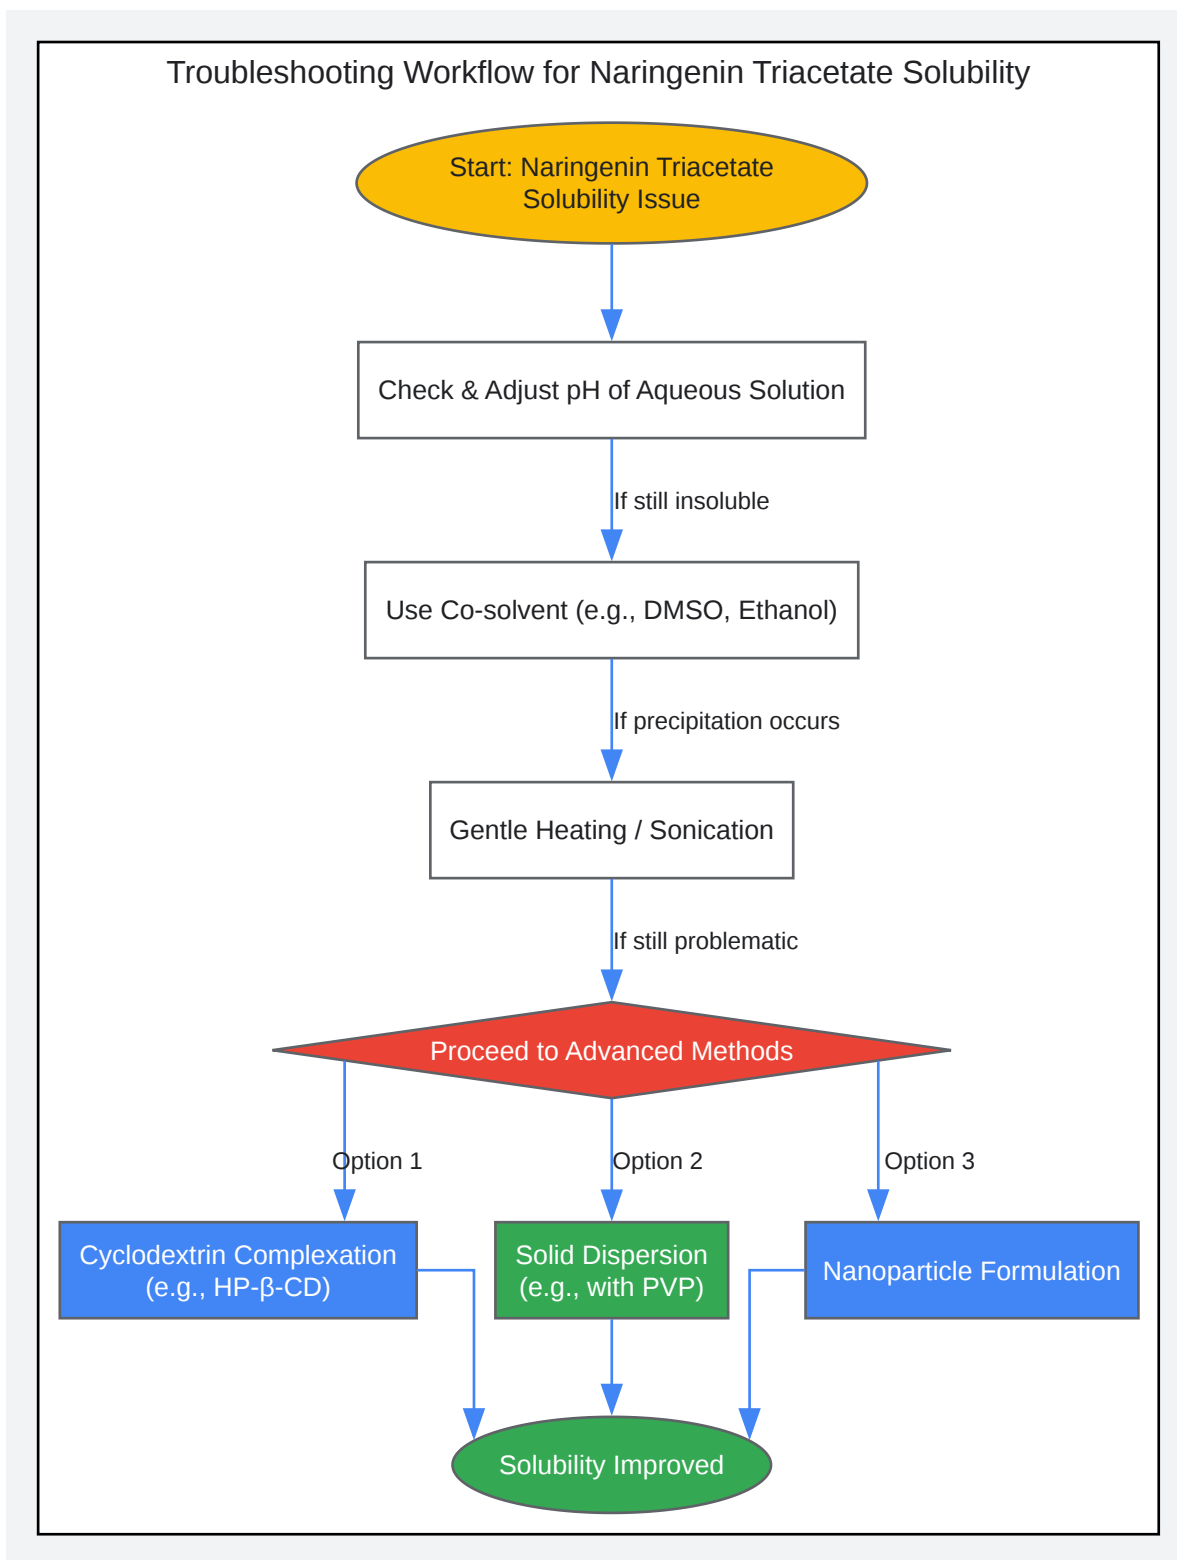 Troubleshooting Workflow for Naringenin Triacetate Solubility
Start: Naringenin Triacetate
Solubility Issue
Check & Adjust pH of Aqueous Solution
If still insoluble
Use Co-solvent (e.g., DMSO, Ethanol)
If precipitation occurs
Gentle Heating / Sonication
If still problematic
Proceed to Advanced Methods
Option 1
Option 2
Option 3
Cyclodextrin Complexation
(e.g., HP-β-CD)
Solid Dispersion
(e.g., with PVP)
Nanoparticle Formulation
Solubility Improved